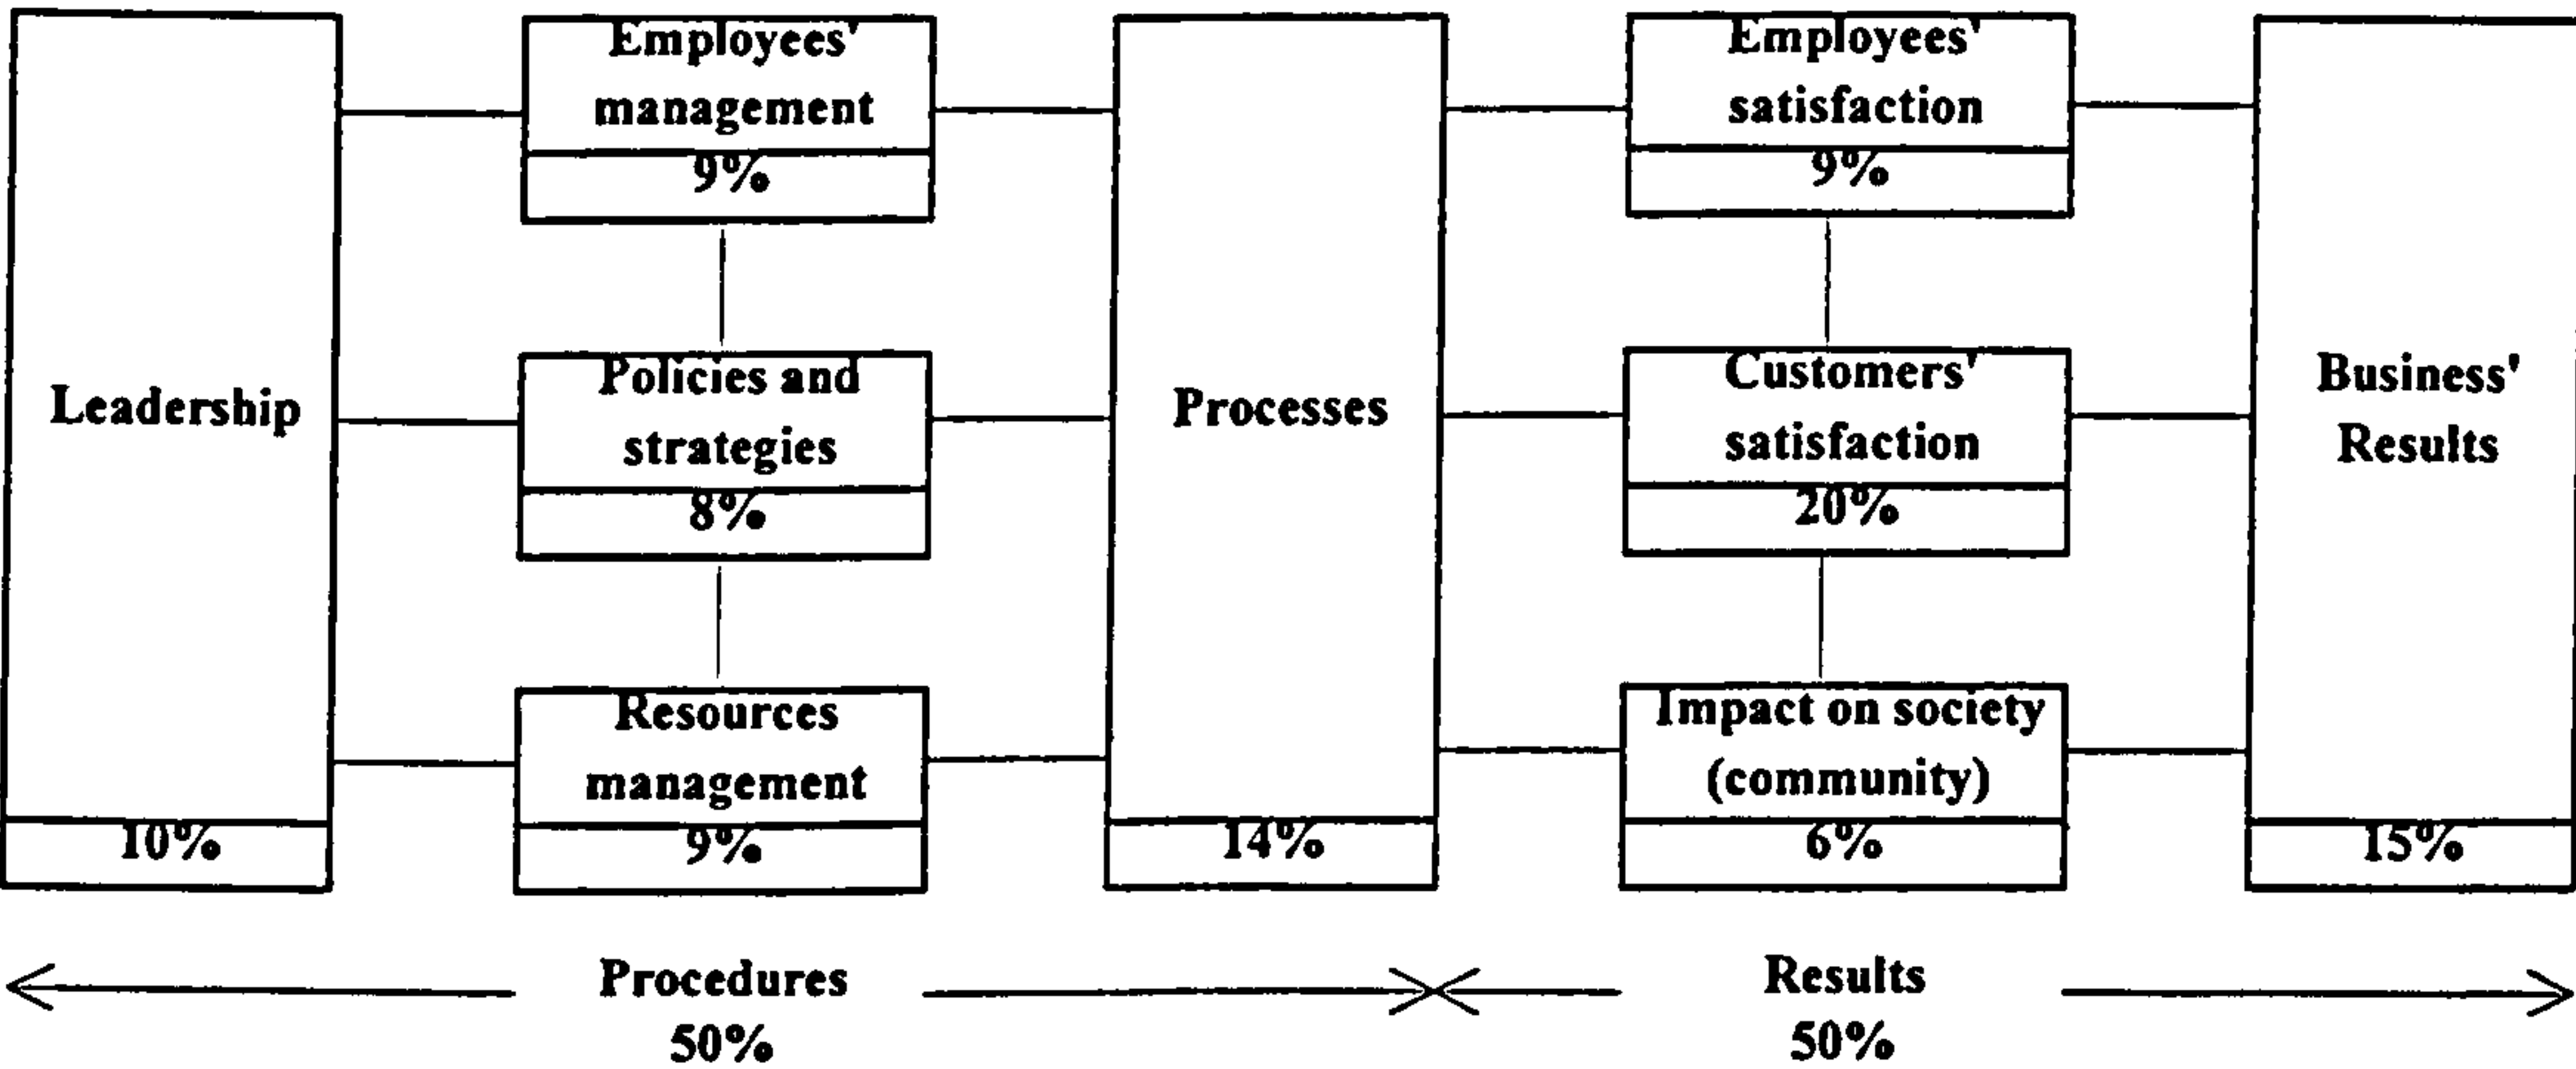 Leadership
10%
Employees'
management
9%
Policies and
strategies
8%
Resources
management
9%
Processes
14%
Employees'
satisfaction
9%
Customers'
satisfaction
20%
Impact on society
(community)
6%
Business'
Results
15%
Procedures
50%
Results
50%